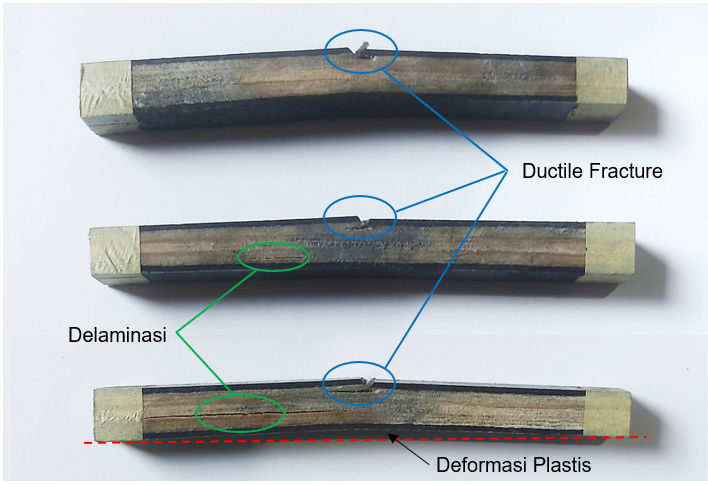 Ductile Fracture
Delaminasi
Deformasi Plastis